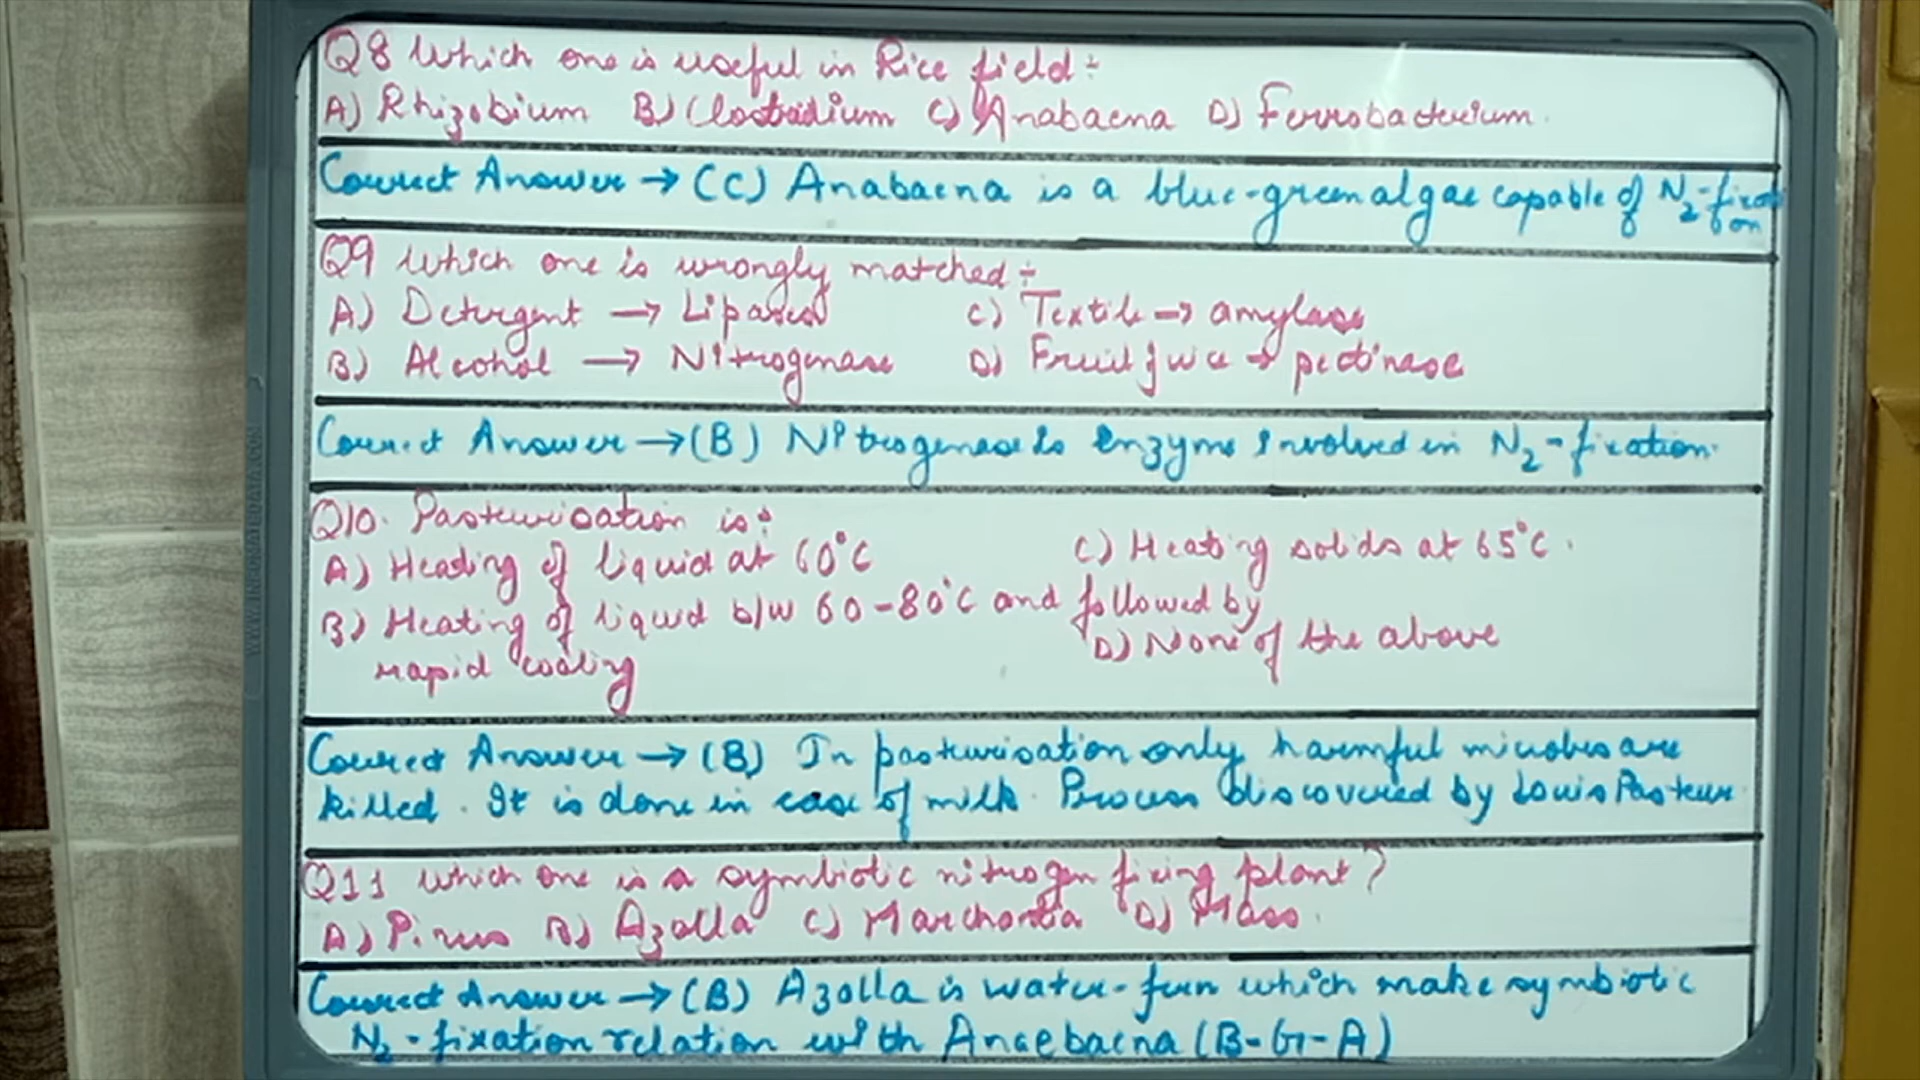 Q8 Which one is useful in Rice field :-
A) Rhizobium B) Clostridium C) Anabaena D) Ferrobacterium.
Correct Answer → (C) Anabaena is a blue-green algae capable of N2-fixation
Q9 Which one is wrongly matched :-
A) Detergent → Lipases C) Textile → amylase
B) Alcohol → Nitrogenase D) Fruit juice → pectinase
Correct Answer → (B) Nitrogenase is enzyme involved in N2-fixation.
Q10. Pasteurisation is :
A) Heating of liquid at 60°C C) Heating solids at 65°C.
B) Heating of liquid b/w 60-80°C and followed by
rapid cooling D) None of the above
Correct Answer → (B) In pasteurisation only harmful microbes are
killed. It is done in case of milk. Process discovered by Louis Pasteur
Q11 Which one is a symbiotic nitrogen fixing plant?
A) Pinus B) Azolla C) Marchantia D) Moss.
Correct Answer → (B) Azolla is water-fern which make symbiotic
N2-fixation relation with Anaebaena (B-G-A)
WWW.INFORMATEDATA.COM